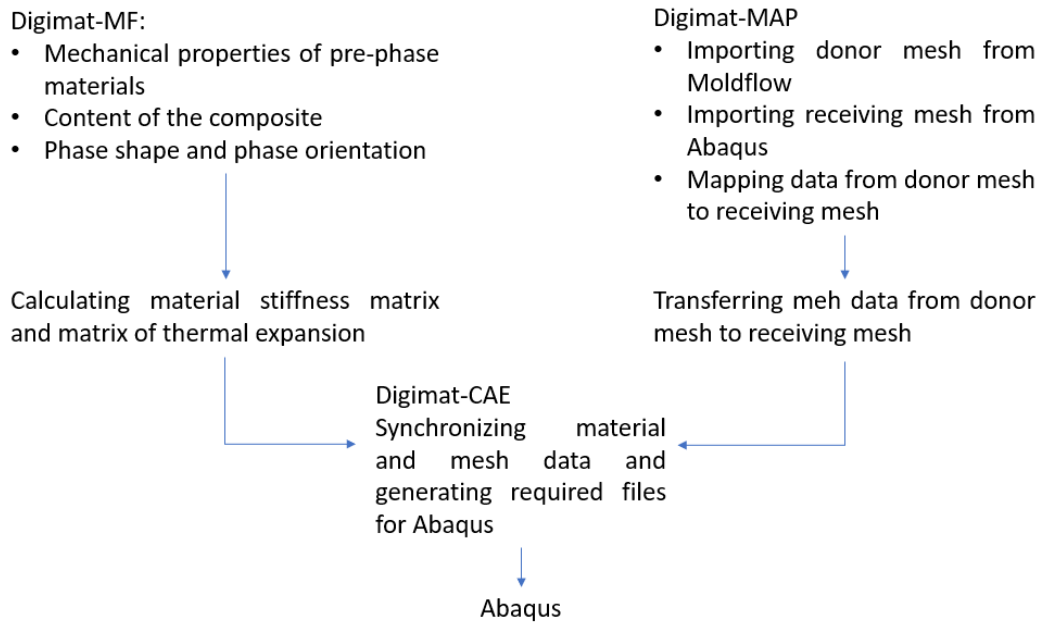 Digimat-MF:
• Mechanical properties of pre-phase
materials
• Content of the composite
• Phase shape and phase orientation
Calculating material stiffness matrix
and matrix of thermal expansion
Digimat-MAP
• Importing donor mesh from
Moldflow
• Importing receiving mesh from
Abaqus
• Mapping data from donor mesh
to receiving mesh
Transferring meh data from donor
mesh to receiving mesh
Digimat-CAE
Synchronizing material
and mesh data and
generating required files
for Abaqus
Abaqus